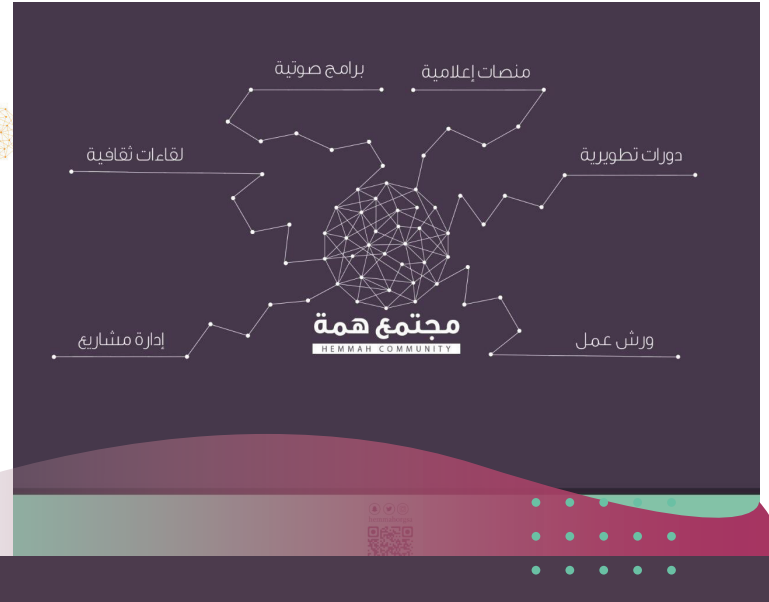 منصات إعلامية
برامج صوتية
دورات تطويرية
لقاءات ثقافية
مجتمع همة
HEMMAH COMMUNITY
ورش عمل
إدارة مشاريع